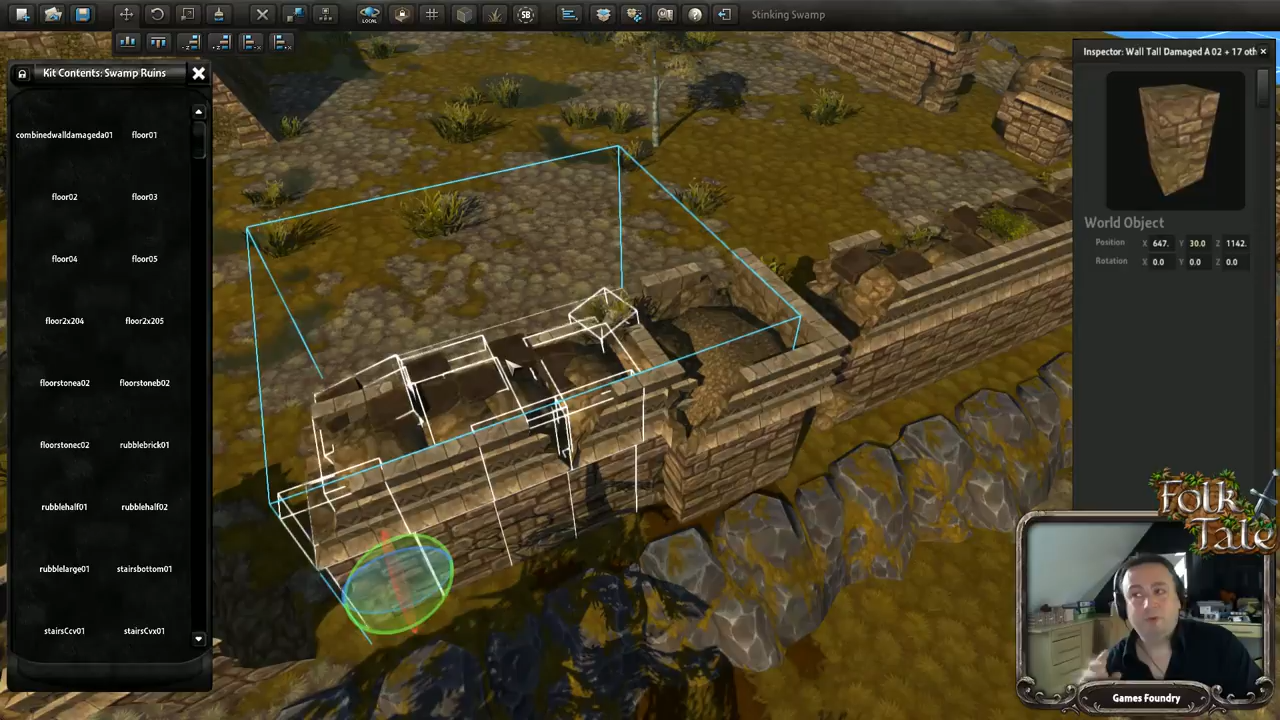 LOCAL
5B
Stinking Swamp
Kit Contents: Swamp Ruins
combinedwalldamageda01 floor01
floor02 floor03
floor04 floor05
floor2x204 floor2x205
floorstonea02 floorstoneb02
floorstonec02 rubblebrick01
rubblehalf01 rubblehalf02
rubblelarge01 stairsbottom01
stairsCcv01 stairsCvx01
Inspector: Wall Tall Damaged A 02 + 17 oth
World Object
Position X 647. Y 30.0 Z 1142.
Rotation X 0.0 Y 0.0 Z 0.0
Folk
Tale
Games Foundry